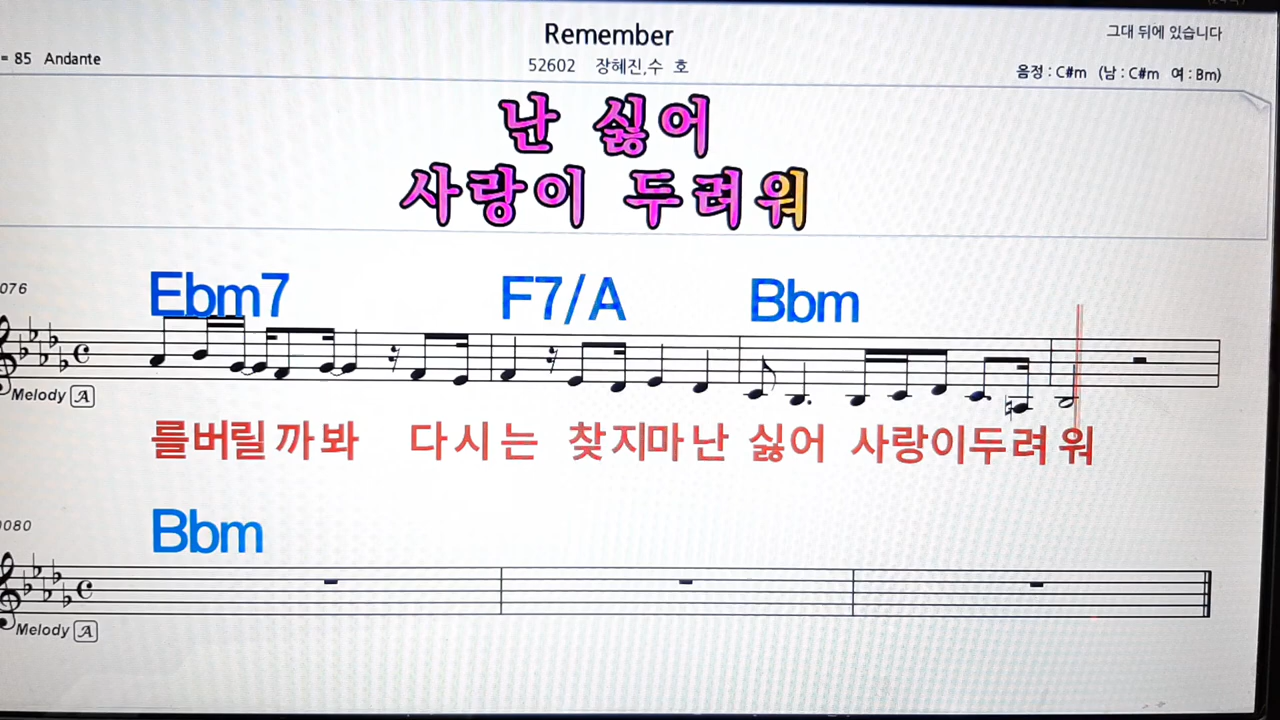 Remember
그대 뒤에 있습니다
= 85 Andante
52602 장혜진,수 호
음정 : C#m (남 : C#m 여 : Bm)
난 싫어
사랑이 두려워
Ebm7 F7/A Bbm
076
Melody A
를버릴까봐 다시는 찾지마난 싫어 사랑이두려워
Bbm
0080
Melody A